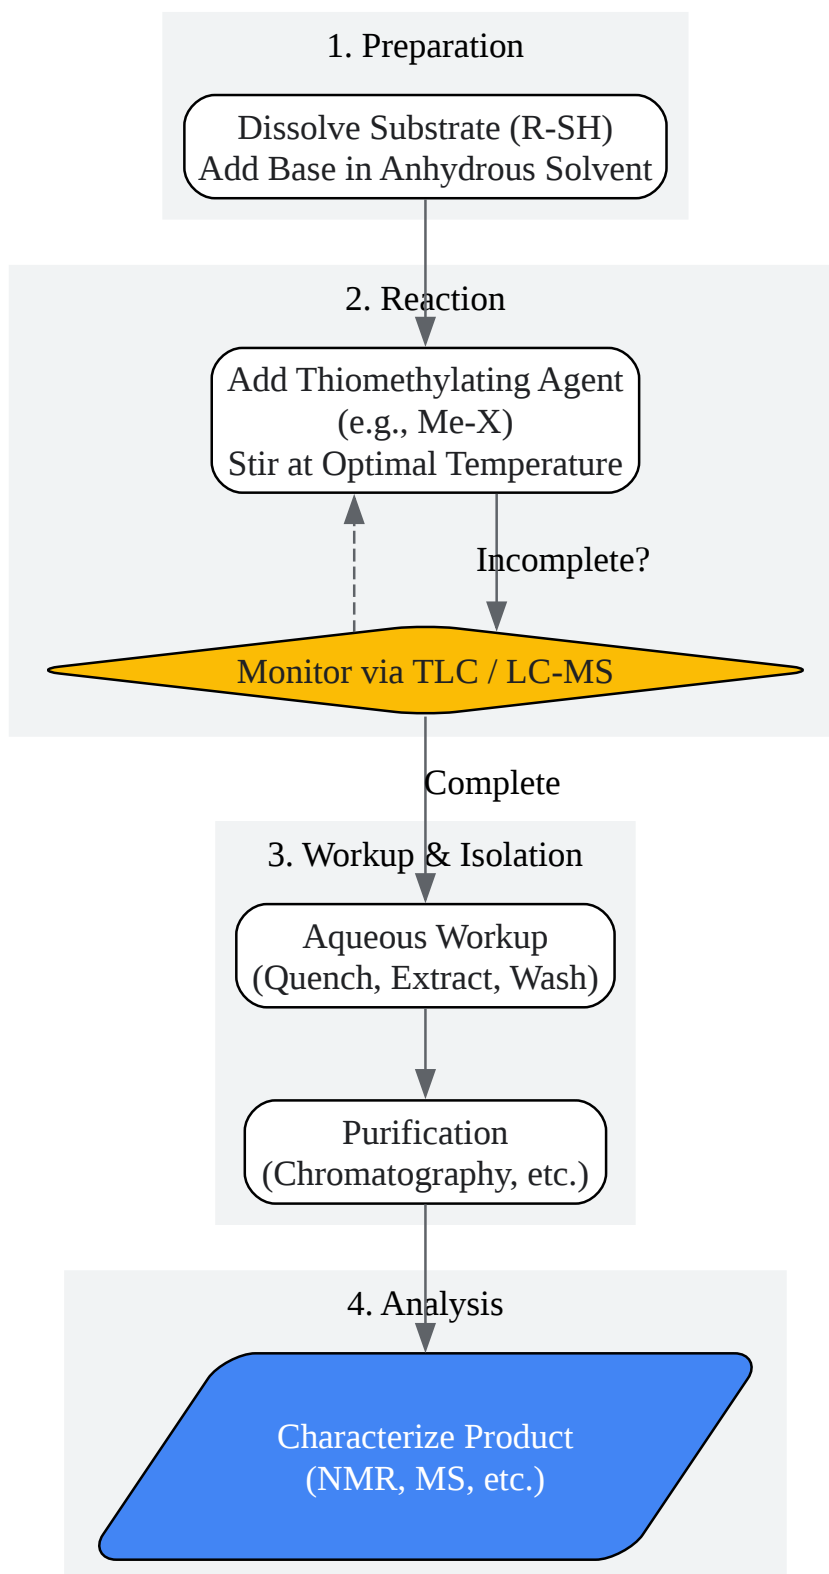 1. Preparation
Dissolve Substrate (R-SH)
Add Base in Anhydrous Solvent
2. Reaction
Add Thiomethylating Agent
(e.g., Me-X)
Stir at Optimal Temperature
Incomplete?
Monitor via TLC / LC-MS
Complete
3. Workup & Isolation
Aqueous Workup
(Quench, Extract, Wash)
Purification
(Chromatography, etc.)
4. Analysis
Characterize Product
(NMR, MS, etc.)